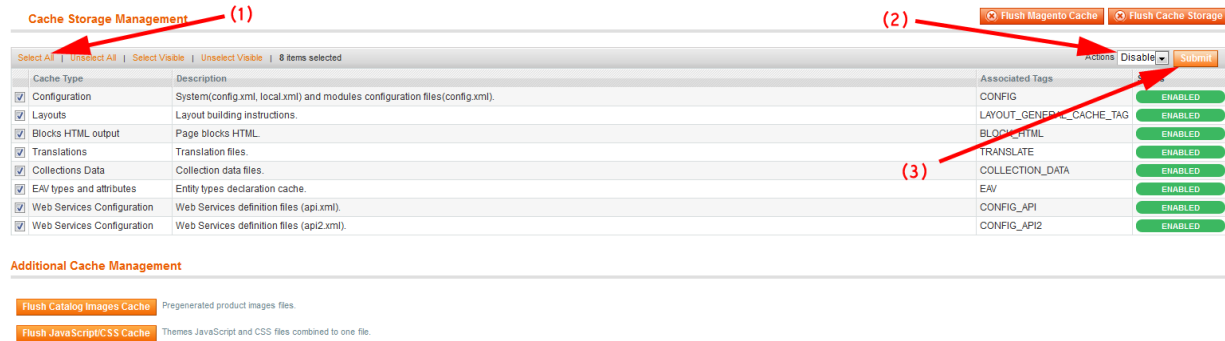 (1)
(2)
Cache Storage Management
Flush Magento Cache Flush Cache Storage
Select All | Unselect All | Select Visible | Unselect Visible | 8 items selected Actions Disable Submit
Cache Type Description Associated Tags
Configuration System(config.xml, local.xml) and modules configuration files(config.xml). CONFIG ENABLED
Layouts Layout building instructions. LAYOUT_GENERAL_CACHE_TAG ENABLED
Blocks HTML output Page blocks HTML. BLOCK_HTML ENABLED
Translations Translation files. TRANSLATE ENABLED
(3)
Collections Data Collection data files. COLLECTION_DATA ENABLED
EAV types and attributes Entity types declaration cache. EAV ENABLED
Web Services Configuration Web Services definition files (api.xml). CONFIG_API ENABLED
Web Services Configuration Web Services definition files (api2.xml). CONFIG_API2 ENABLED
Additional Cache Management
Flush Catalog Images Cache Pregenerated product images files.
Flush JavaScript/CSS Cache Themes JavaScript and CSS files combined to one file.